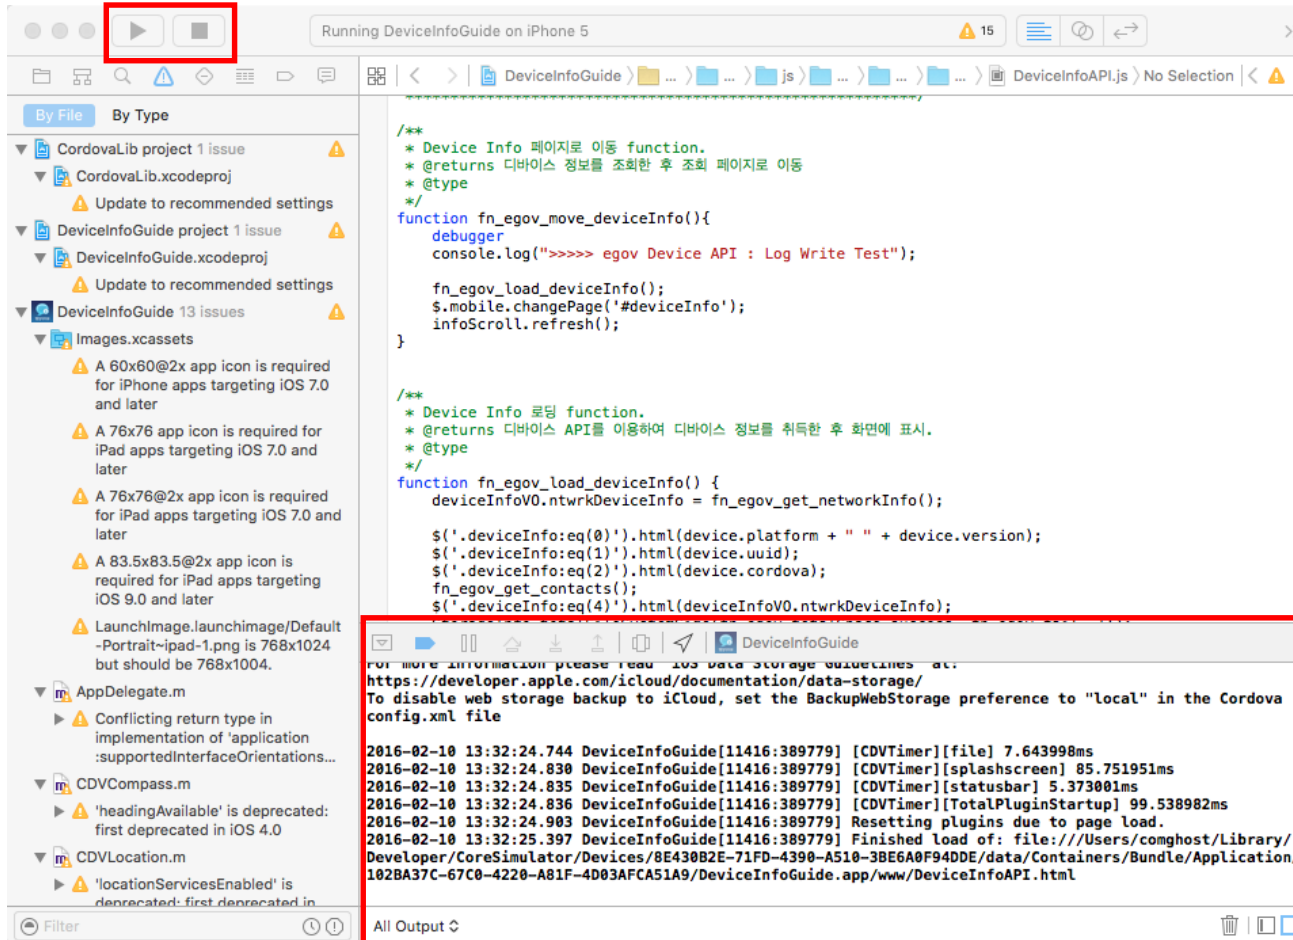 Running DeviceInfoGuide on iPhone 5
15
DeviceInfoGuide
...
...
js
...
...
...
DeviceInfoAPI.js
No Selection
By File
By Type
CordovaLib project 1 issue
CordovaLib.xcodeproj
Update to recommended settings
DeviceInfoGuide project 1 issue
DeviceInfoGuide.xcodeproj
Update to recommended settings
DeviceInfoGuide 13 issues
Images.xcassets
A 60x60@2x app icon is required
for iPhone apps targeting iOS 7.0
and later
A 76x76 app icon is required for
iPad apps targeting iOS 7.0 and
later
A 76x76@2x app icon is required
for iPad apps targeting iOS 7.0 and
later
A 83.5x83.5@2x app icon is
required for iPad apps targeting
iOS 9.0 and later
LaunchImage.launchimage/Default
-Portrait~ipad-1.png is 768x1024
but should be 768x1004.
AppDelegate.m
Conflicting return type in
implementation of 'application
:supportedInterfaceOrientations...
CDVCompass.m
'headingAvailable' is deprecated:
first deprecated in iOS 4.0
CDVLocation.m
'locationServicesEnabled' is
deprecated: first deprecated in
Filter
/**
* Device Info 페이지로 이동 function.
* @returns 디바이스 정보를 조회한 후 조회 페이지로 이동
* @type
*/
function fn_egov_move_deviceInfo(){
debugger
console.log(">>>>> egov Device API : Log Write Test");
fn_egov_load_deviceInfo();
$.mobile.changePage('#deviceInfo');
infoScroll.refresh();
}
/**
* Device Info 로딩 function.
* @returns 디바이스 API를 이용하여 디바이스 정보를 취득한 후 화면에 표시.
* @type
*/
function fn_egov_load_deviceInfo() {
deviceInfoVO.ntwrkDeviceInfo = fn_egov_get_networkInfo();
$('.deviceInfo:eq(0)').html(device.platform + " " + device.version);
$('.deviceInfo:eq(1)').html(device.uuid);
$('.deviceInfo:eq(2)').html(device.cordova);
fn_egov_get_contacts();
$('.deviceInfo:eq(4)').html(deviceInfoVO.ntwrkDeviceInfo);
DeviceInfoGuide
For more information please read "iOS Data Storage Guidelines" at:
https://developer.apple.com/icloud/documentation/data-storage/
To disable web storage backup to iCloud, set the BackupWebStorage preference to "local" in the Cordova
config.xml file
2016-02-10 13:32:24.744 DeviceInfoGuide[11416:389779] [CDVTimer][file] 7.643998ms
2016-02-10 13:32:24.830 DeviceInfoGuide[11416:389779] [CDVTimer][splashscreen] 85.751951ms
2016-02-10 13:32:24.835 DeviceInfoGuide[11416:389779] [CDVTimer][statusbar] 5.373001ms
2016-02-10 13:32:24.836 DeviceInfoGuide[11416:389779] [CDVTimer][TotalPluginStartup] 99.538982ms
2016-02-10 13:32:24.903 DeviceInfoGuide[11416:389779] Resetting plugins due to page load.
2016-02-10 13:32:25.397 DeviceInfoGuide[11416:389779] Finished load of: file:///Users/comghost/Library/
Developer/CoreSimulator/Devices/8E430B2E-71FD-4390-A510-3BE6A0F94DDE/data/Containers/Bundle/Application/
102BA37C-67C0-4220-A81F-4D03AFCA51A9/DeviceInfoGuide.app/www/DeviceInfoAPI.html
All Output